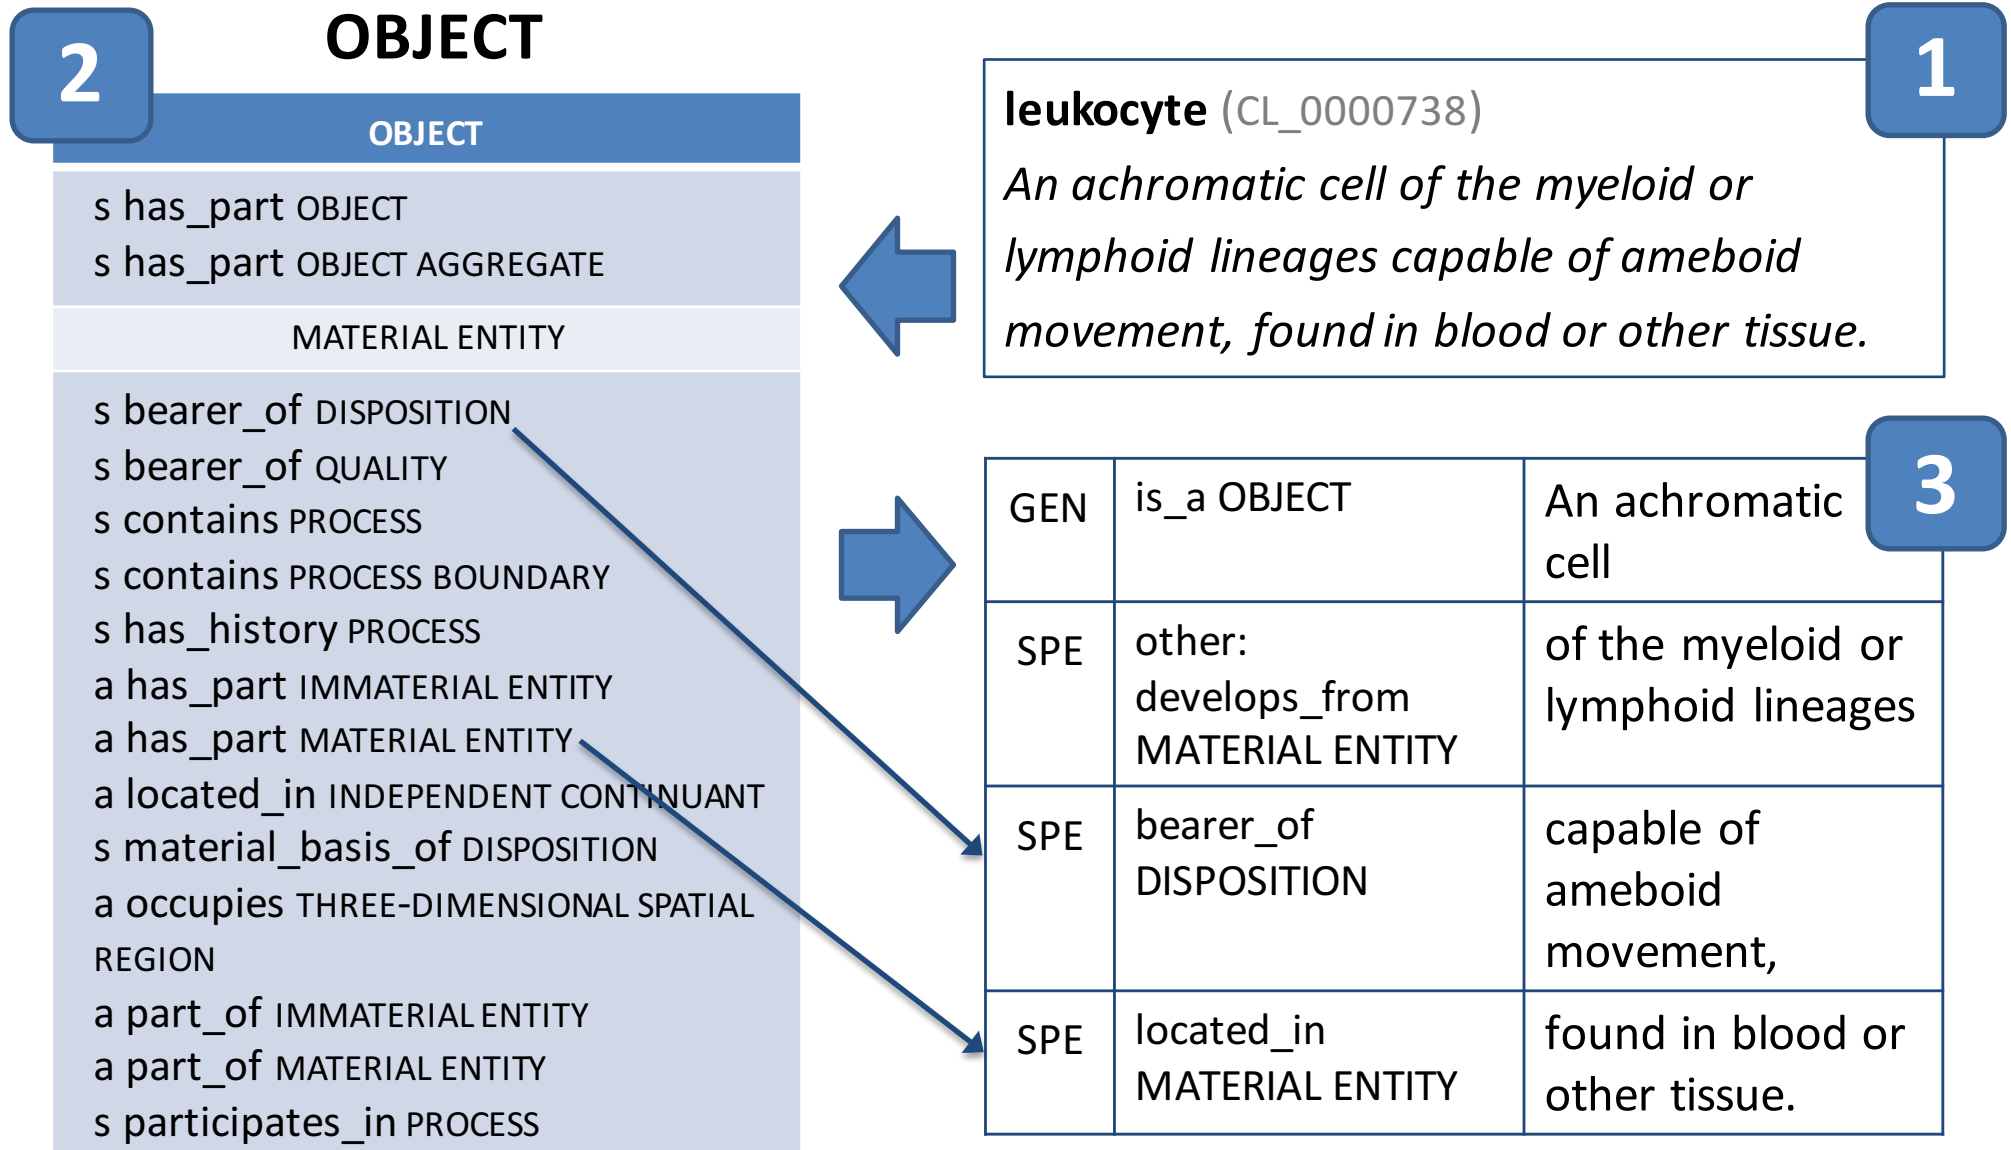 2
OBJECT
OBJECT
s has_part OBJECT
s has_part OBJECT AGGREGATE
MATERIAL ENTITY
s bearer_of DISPOSITION
s bearer_of QUALITY
s contains PROCESS
s contains PROCESS BOUNDARY
s has_history PROCESS
a has_part IMMATERIAL ENTITY
a has_part MATERIAL ENTITY
a located_in INDEPENDENT CONTINUANT
s material_basis_of DISPOSITION
a occupies THREE-DIMENSIONAL SPATIAL
REGION
a part_of IMMATERIAL ENTITY
a part_of MATERIAL ENTITY
s participates_in PROCESS
1
leukocyte (CL_0000738)
An achromatic cell of the myeloid or
lymphoid lineages capable of ameboid
movement, found in blood or other tissue.
3
GEN
is_a OBJECT
An achromatic
cell
SPE
other:
develops_from
MATERIAL ENTITY
of the myeloid or
lymphoid lineages
SPE
bearer_of
DISPOSITION
capable of
ameboid
movement,
SPE
located_in
MATERIAL ENTITY
found in blood or
other tissue.